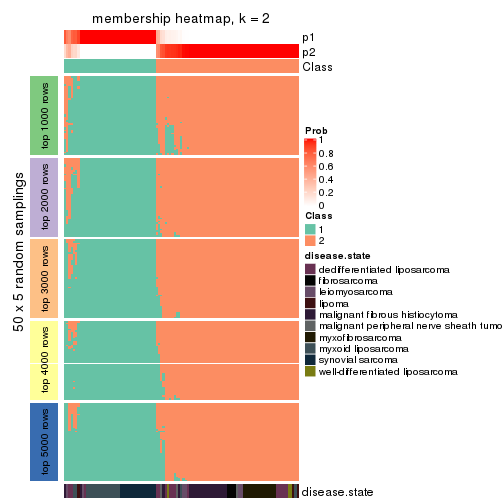 membership heatmap, k = 2
p1
p2
Class
50 x 5 random samplings
top 1000 rows
top 2000 rows
top 3000 rows
top 4000 rows
top 5000 rows
Prob
1
0.8
0.6
0.4
0.2
0
Class
1
2
disease.state
dedifferentiated liposarcoma
fibrosarcoma
leiomyosarcoma
lipoma
malignant fibrous histiocytoma
malignant peripheral nerve sheath tumo
myxofibrosarcoma
myxoid liposarcoma
synovial sarcoma
well-differentiated liposarcoma
disease.state